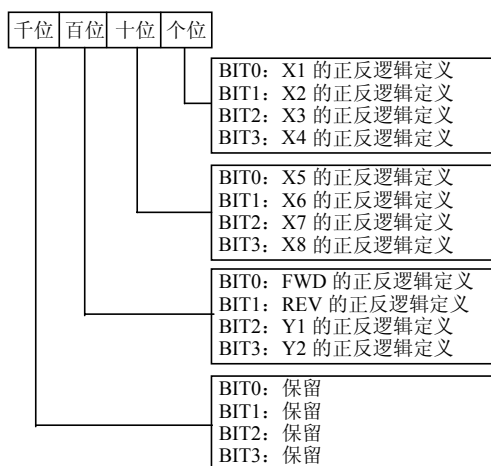 千位 百位 十位 个位
BIT0：X1 的正反逻辑定义
BIT1：X2 的正反逻辑定义
BIT2：X3 的正反逻辑定义
BIT3：X4 的正反逻辑定义
BIT0：X5 的正反逻辑定义
BIT1：X6 的正反逻辑定义
BIT2：X7 的正反逻辑定义
BIT3：X8 的正反逻辑定义
BIT0：FWD 的正反逻辑定义
BIT1：REV 的正反逻辑定义
BIT2：Y1 的正反逻辑定义
BIT3：Y2 的正反逻辑定义
BIT0：保留
BIT1：保留
BIT2：保留
BIT3：保留